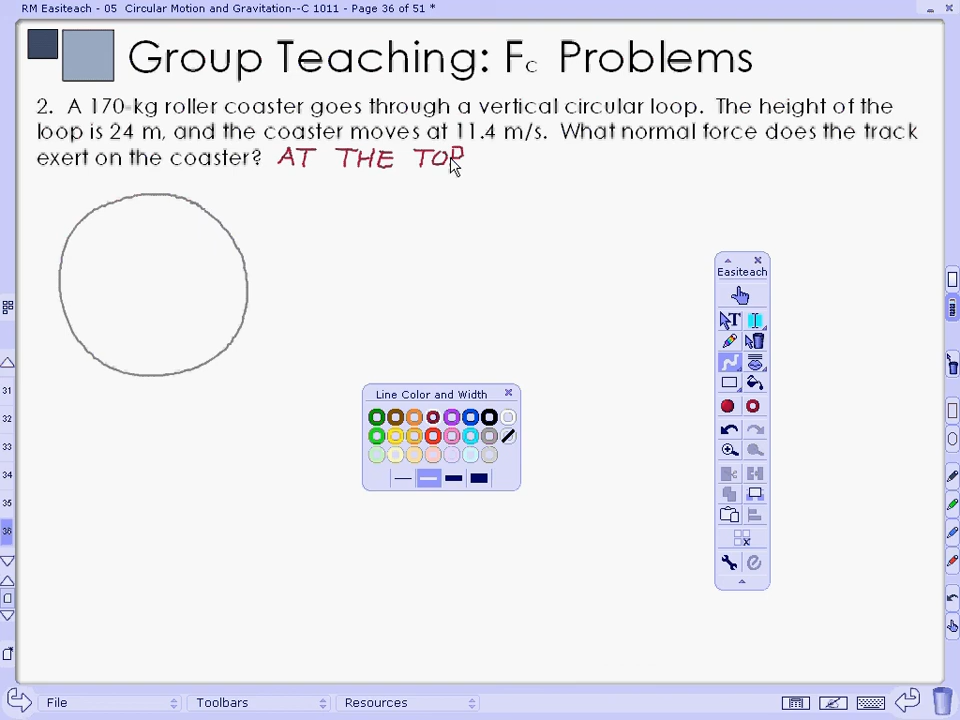 RM Easiteach - 05 Circular Motion and Gravitation--C 1011 - Page 36 of 51 *
Group Teaching: Fc Problems
2. A 170-kg roller coaster goes through a vertical circular loop. The height of the
loop is 24 m, and the coaster moves at 11.4 m/s. What normal force does the track
exert on the coaster? AT THE TOP
Easiteach
Line Color and Width
31
32
33
34
35
36
File
Toolbars
Resources